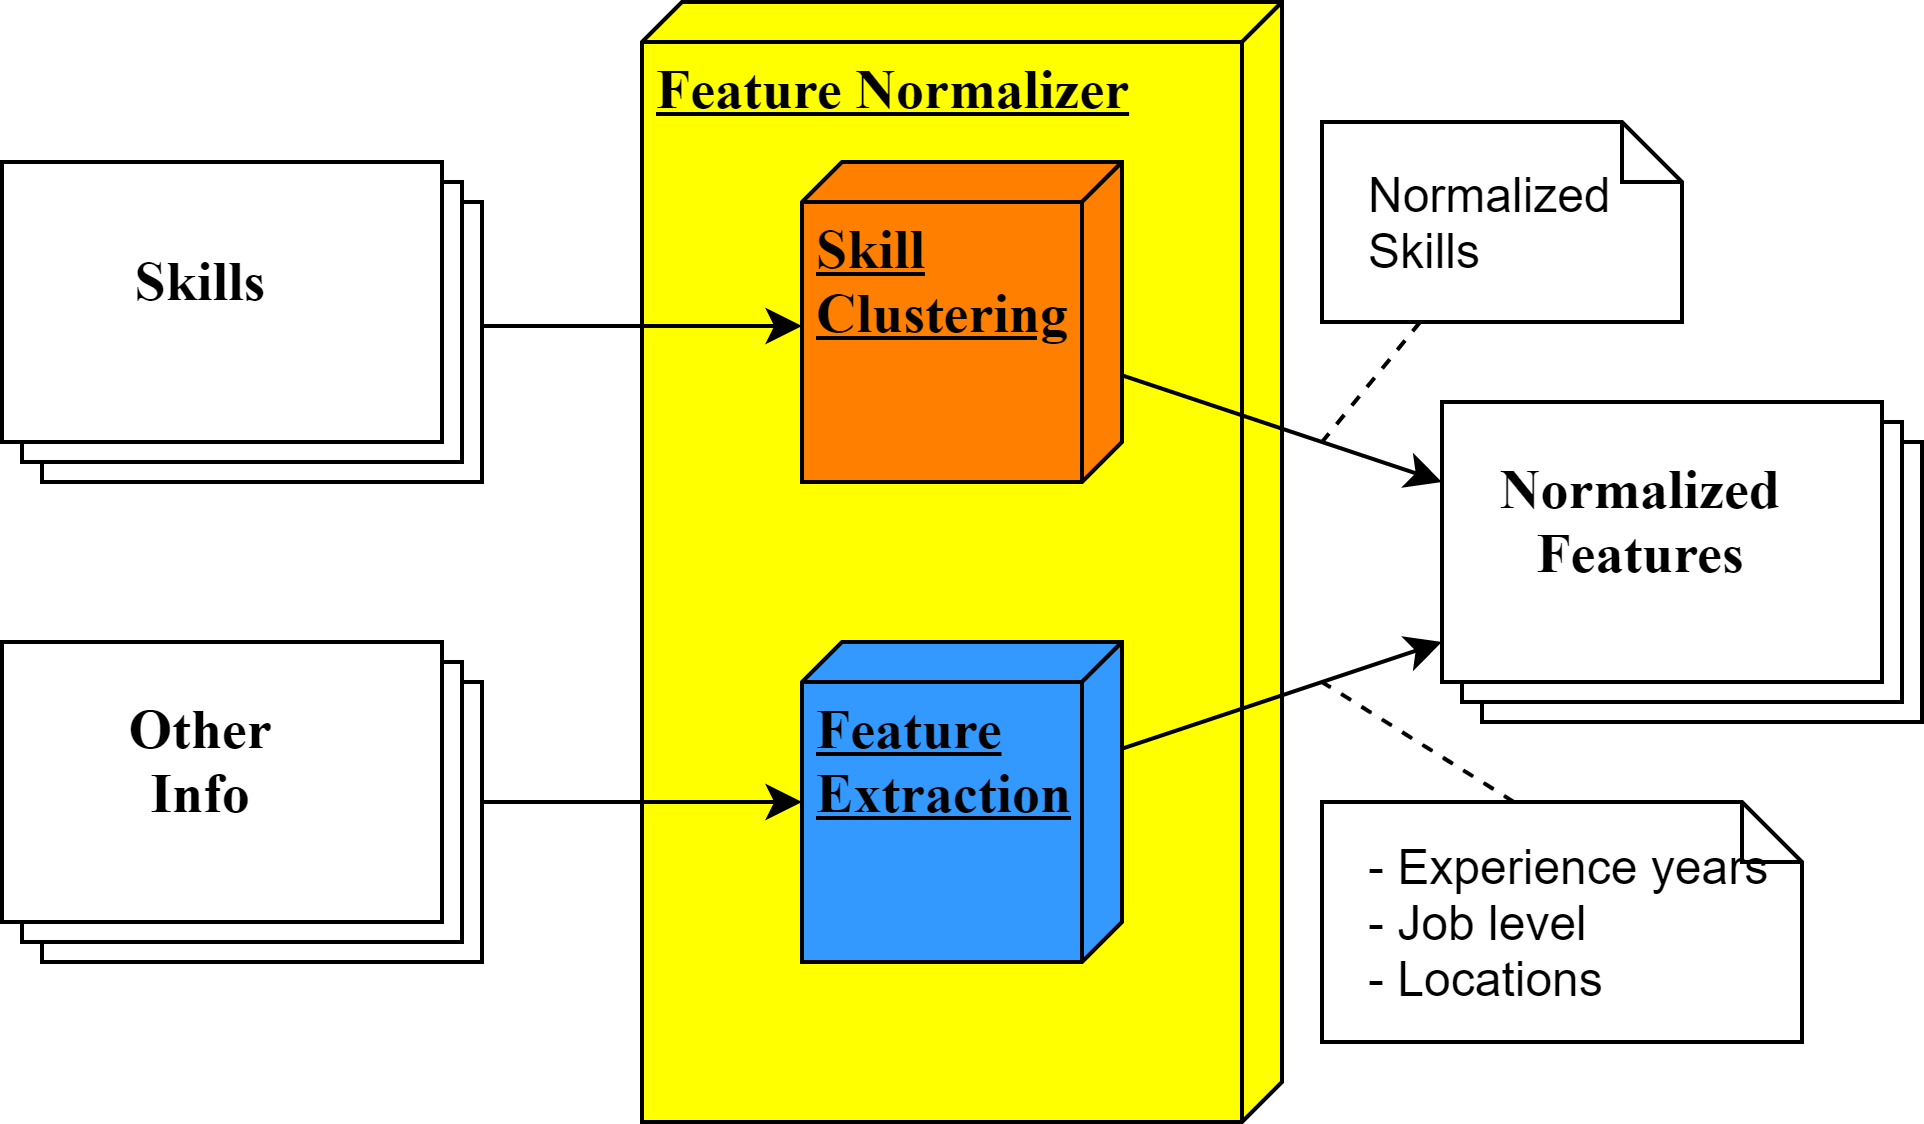 Feature Normalizer
Skills
Skill
Clustering
Normalized
Skills
Normalized
Features
Other
Info
Feature
Extraction
- Experience years
- Job level
- Locations